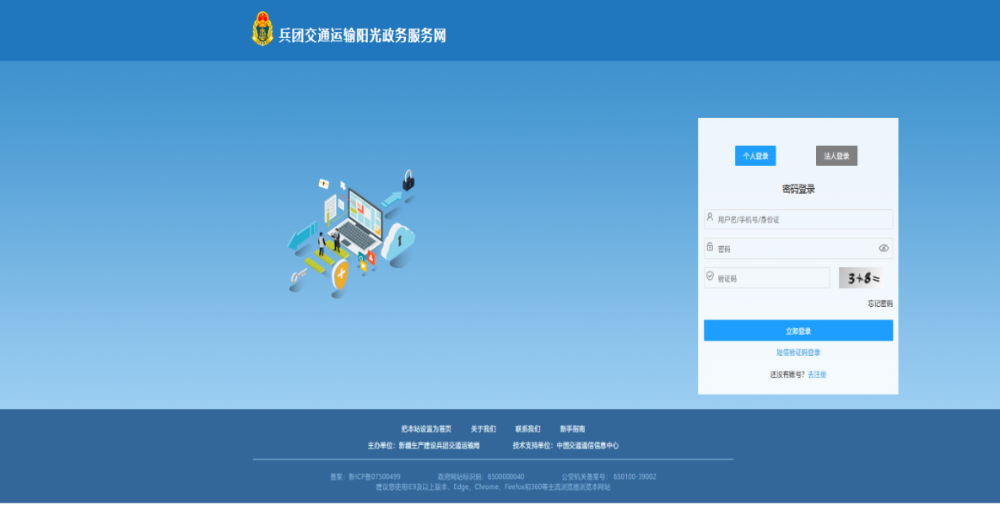 兵团交通运输阳光政务服务网
个人登录 法人登录
密码登录
用户名/手机号/身份证
密码
验证码 3+8=
忘记密码
立即登录
短信验证码登录
还没有账号? 去注册
把本站设置为首页 关于我们 联系我们 新手指南
主办单位：新疆生产建设兵团交通运输局 技术支持单位：中国交通通信信息中心
备案：新ICP备07500499 政府网站标识码：6500000040 公安机关备案号： 650100-39002
建议您使用IE9及以上版本、Edge、Chrome、Firefox和360等主流浏览器浏览本网站